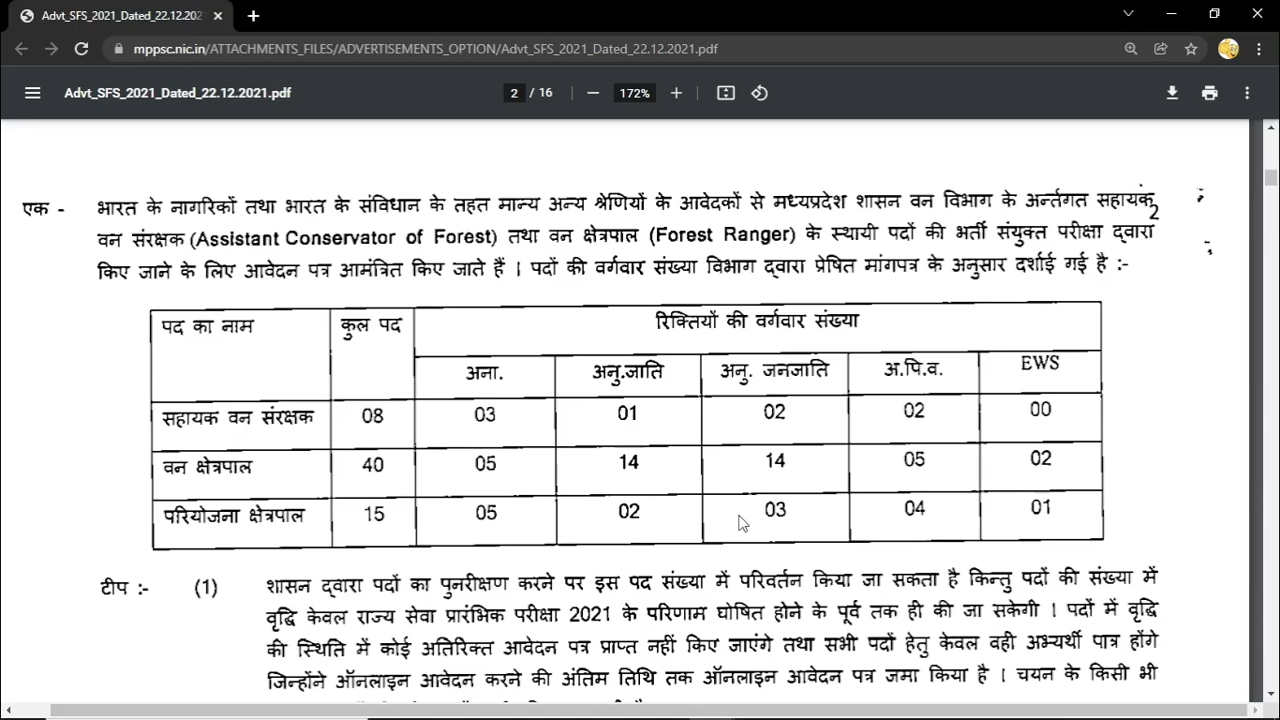 Advt_SFS_2021_Dated_22.12.2021
mppsc.nic.in/ATTACHMENTS_FILES/ADVERTISEMENTS_OPTION/Advt_SFS_2021_Dated_22.12.2021.pdf
Advt_SFS_2021_Dated_22.12.2021.pdf 2 / 16 172%
2
एक - भारत के नागरिकों तथा भारत के संविधान के तहत मान्य अन्य श्रेणियों के आवेदकों से मध्यप्रदेश शासन वन विभाग के अर्न्तगत सहायक
वन संरक्षक (Assistant Conservator of Forest) तथा वन क्षेत्रपाल (Forest Ranger) के स्थायी पदों की भर्ती संयुक्त परीक्षा द्वारा
किए जाने के लिए आवेदन पत्र आमंत्रित किए जाते हैं । पदों की वर्गवार संख्या विभाग द्वारा प्रेषित मांगपत्र के अनुसार दर्शाई गई है :-
पद का नाम कुल पद रिक्तियों की वर्गवार संख्या
अना. अनु.जाति अनु. जनजाति अ.पि.व. EWS
सहायक वन संरक्षक 08 03 01 02 02 00
वन क्षेत्रपाल 40 05 14 14 05 02
परियोजना क्षेत्रपाल 15 05 02 03 04 01
टीप :- (1) शासन द्वारा पदों का पुनरीक्षण करने पर इस पद संख्या में परिवर्तन किया जा सकता है किन्तु पदों की संख्या में
वृद्धि केवल राज्य सेवा प्रारंभिक परीक्षा 2021 के परिणाम घोषित होने के पूर्व तक ही की जा सकेगी । पदों में वृद्धि
की स्थिति में कोई अतिरिक्त आवेदन पत्र प्राप्त नहीं किए जाएंगे तथा सभी पदों हेतु केवल वही अभ्यर्थी पात्र होंगे
जिन्होंने ऑनलाइन आवेदन करने की अंतिम तिथि तक ऑनलाइन आवेदन पत्र जमा किया है । चयन के किसी भी